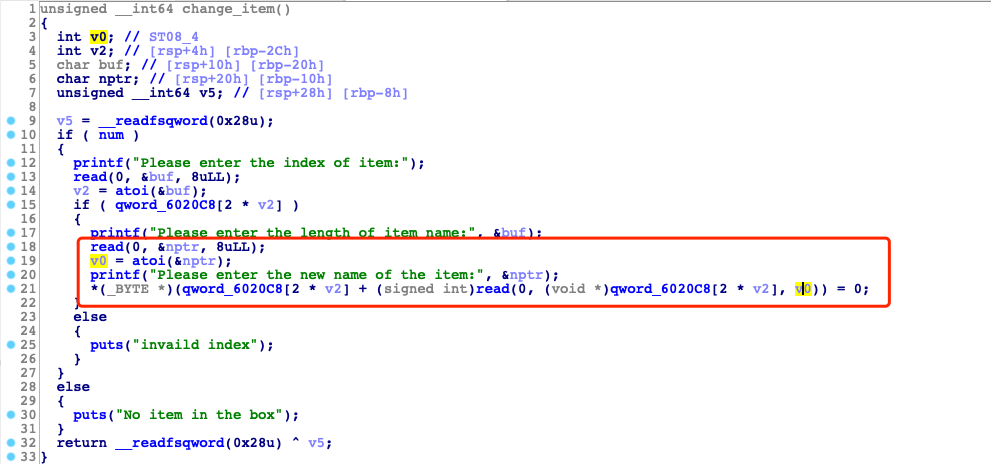 1 unsigned __int64 change_item()
2 {
3 int v0; // ST08_4
4 int v2; // [rsp+4h] [rbp-2Ch]
5 char buf; // [rsp+10h] [rbp-20h]
6 char nptr; // [rsp+20h] [rbp-10h]
7 unsigned __int64 v5; // [rsp+28h] [rbp-8h]
8
9 v5 = __readfsqword(0x28u);
10 if ( num )
11 {
12 printf("Please enter the index of item:");
13 read(0, &buf, 8uLL);
14 v2 = atoi(&buf);
15 if ( qword_6020C8[2 * v2] )
16 {
17 printf("Please enter the length of item name:", &buf);
18 read(0, &nptr, 8uLL);
19 v0 = atoi(&nptr);
20 printf("Please enter the new name of the item:", &nptr);
21 *(_BYTE *)(qword_6020C8[2 * v2] + (signed int)read(0, (void *)qword_6020C8[2 * v2], v0)) = 0;
22 }
23 else
24 {
25 puts("invaild index");
26 }
27 }
28 else
29 {
30 puts("No item in the box");
31 }
32 return __readfsqword(0x28u) ^ v5;
33 }